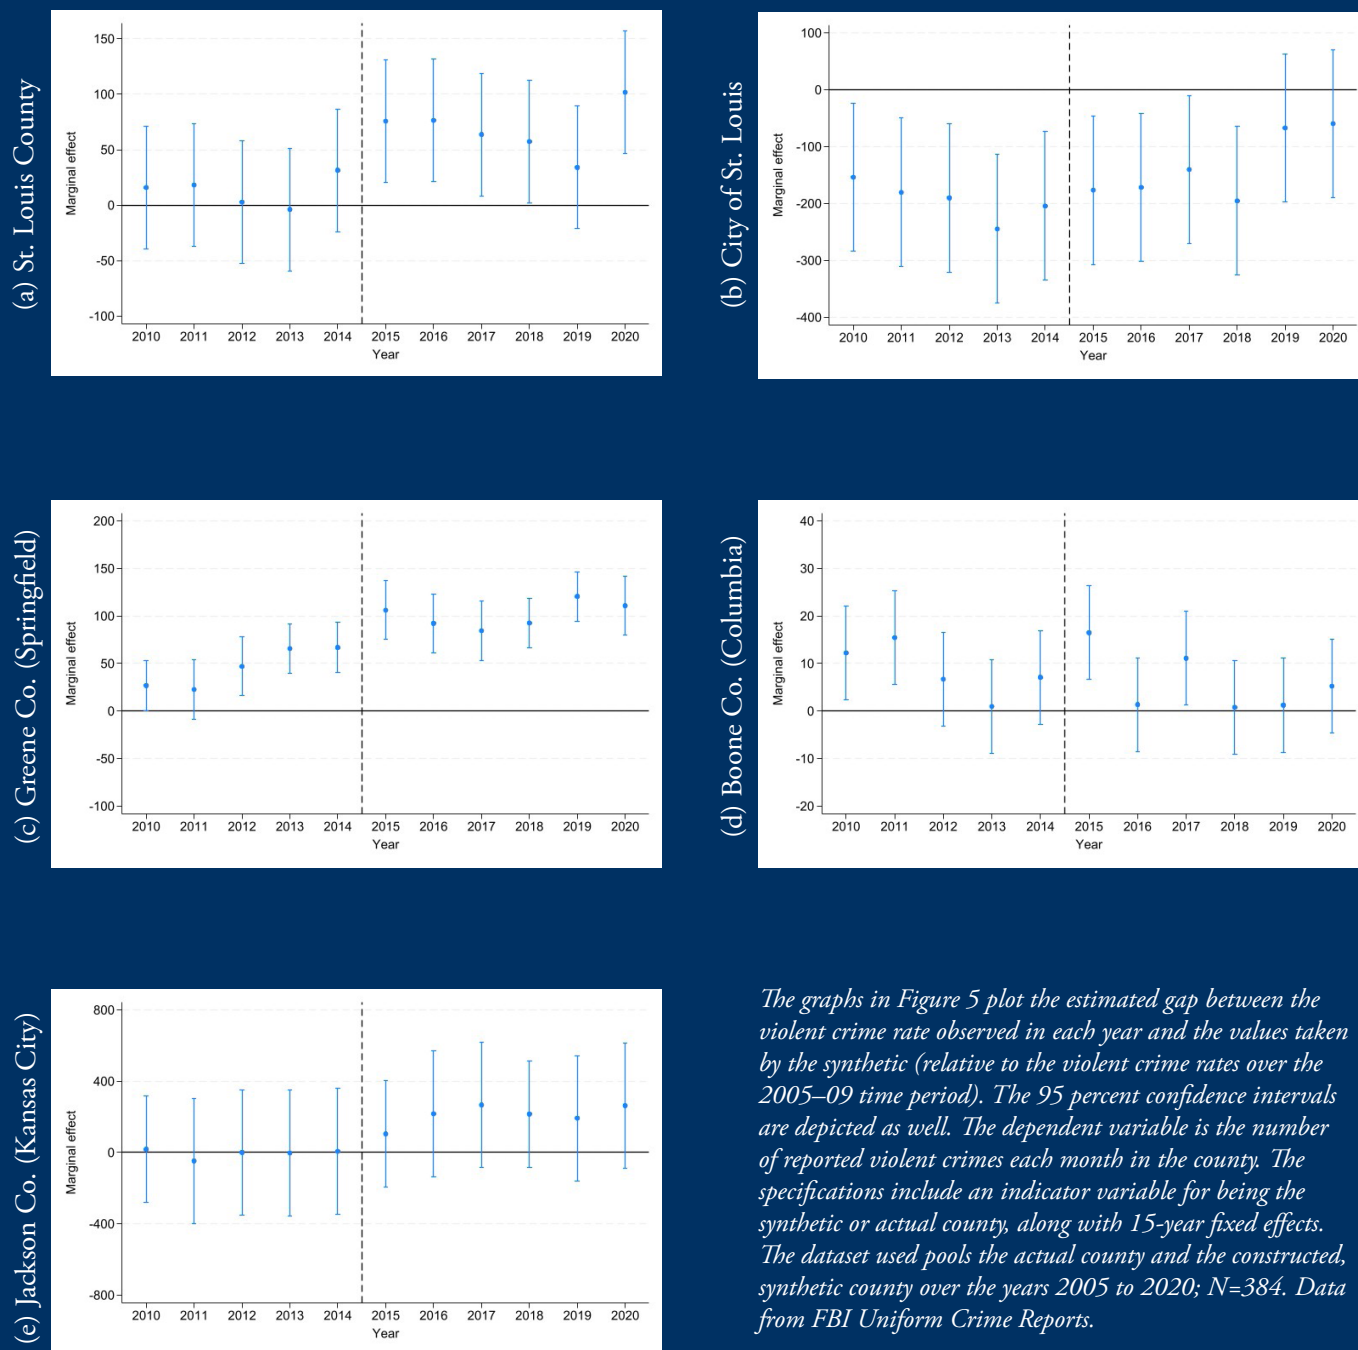 (a) St. Louis County
150
100
50
0
-50
-100
Marginal effect
2010 2011 2012 2013 2014 2015 2016 2017 2018 2019 2020
Year
(b) City of St. Louis
100
0
-100
-200
-300
-400
Marginal effect
2010 2011 2012 2013 2014 2015 2016 2017 2018 2019 2020
Year
(c) Greene Co. (Springfield)
200
150
100
50
0
-50
-100
Marginal effect
2010 2011 2012 2013 2014 2015 2016 2017 2018 2019 2020
Year
(d) Boone Co. (Columbia)
40
30
20
10
0
-10
-20
Marginal effect
2010 2011 2012 2013 2014 2015 2016 2017 2018 2019 2020
Year
(e) Jackson Co. (Kansas City)
800
400
0
-400
-800
Marginal effect
2010 2011 2012 2013 2014 2015 2016 2017 2018 2019 2020
Year
The graphs in Figure 5 plot the estimated gap between the
violent crime rate observed in each year and the values taken
by the synthetic (relative to the violent crime rates over the
2005–09 time period). The 95 percent confidence intervals
are depicted as well. The dependent variable is the number
of reported violent crimes each month in the county. The
specifications include an indicator variable for being the
synthetic or actual county, along with 15-year fixed effects.
The dataset used pools the actual county and the constructed,
synthetic county over the years 2005 to 2020; N=384. Data
from FBI Uniform Crime Reports.